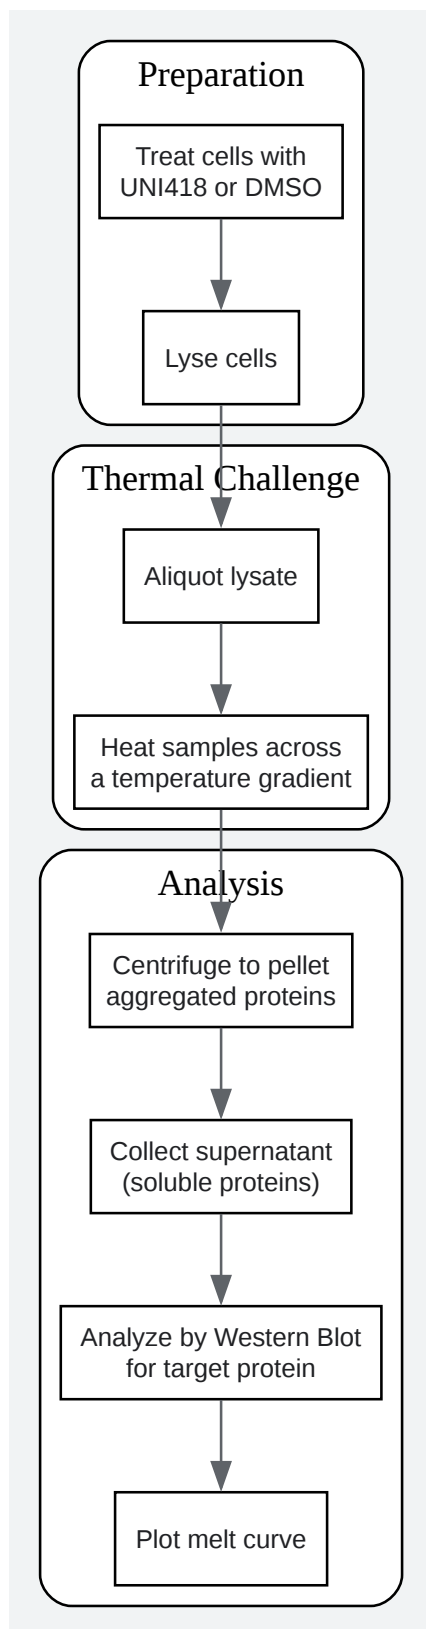 Preparation
Treat cells with
UNI418 or DMSO
Lyse cells
Thermal Challenge
Aliquot lysate
Heat samples across
a temperature gradient
Analysis
Centrifuge to pellet
aggregated proteins
Collect supernatant
(soluble proteins)
Analyze by Western Blot
for target protein
Plot melt curve